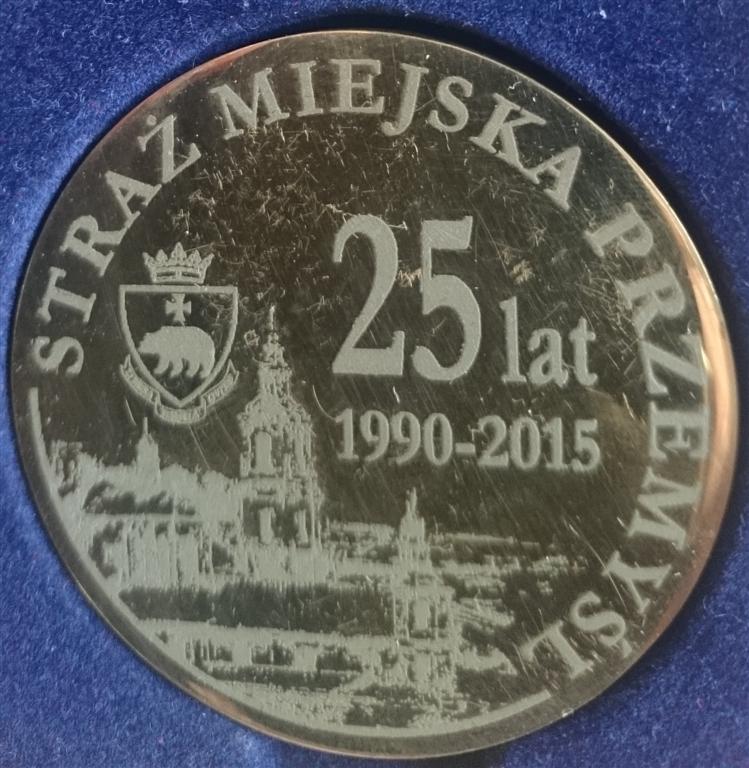 STRAŻ MIEJSKA PRZEMYŚL
25 lat
1990-2015